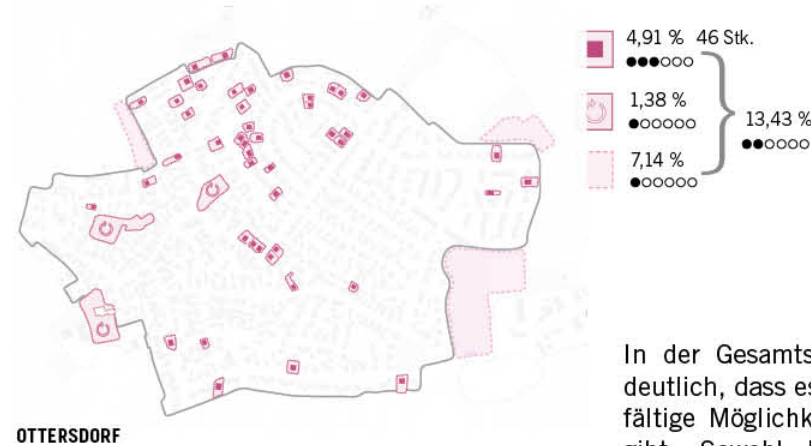 4,91 % 46 Stk.
1,38 %
13,43 %
7,14 %
In der Gesamts
deutlich, dass es
fältige Möglichk
OTTERSDORF